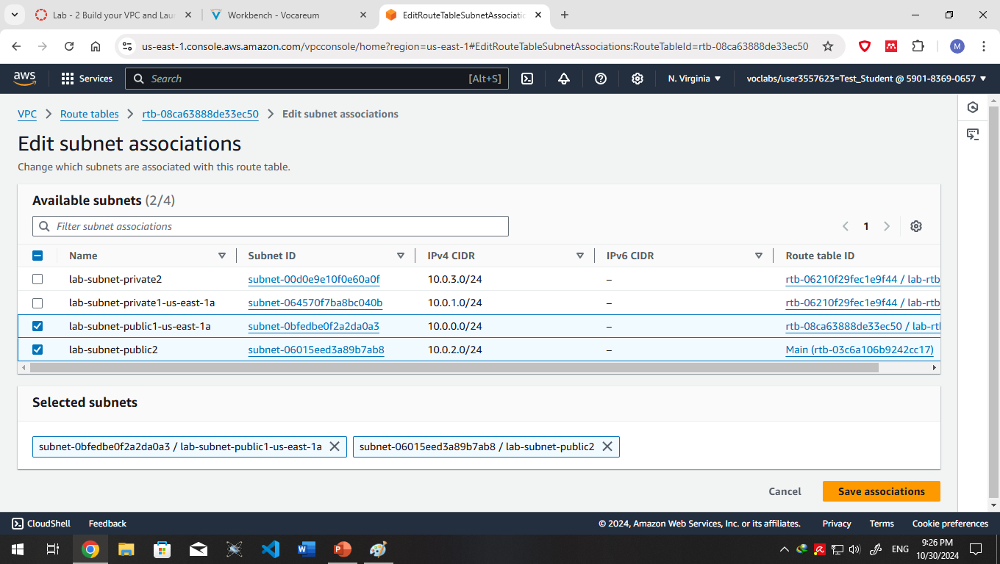 Lab - 2 Build your VPC and Lau
Workbench - Vocareum
EditRouteTableSubnetAssociatio
us-east-1.console.aws.amazon.com/vpcconsole/home?region=us-east-1#EditRouteTableSubnetAssociations:RouteTableId=rtb-08ca63888de33ec50
M
aws
Services
Search
[Alt+S]
N. Virginia
voclabs/user3557623=Test_Student @ 5901-8369-0657
VPC
Route tables
rtb-08ca63888de33ec50
Edit subnet associations
Edit subnet associations
Change which subnets are associated with this route table.
Available subnets (2/4)
Filter subnet associations
1
Name Subnet ID IPv4 CIDR IPv6 CIDR Route table ID
lab-subnet-private2 subnet-00d0e9e10f0e60a0f 10.0.3.0/24 – rtb-06210f29fec1e9f44 / lab-rtb
lab-subnet-private1-us-east-1a subnet-064570f7ba8bc040b 10.0.1.0/24 – rtb-06210f29fec1e9f44 / lab-rtb
lab-subnet-public1-us-east-1a subnet-0bfedbe0f2a2da0a3 10.0.0.0/24 – rtb-08ca63888de33ec50 / lab-rtb
lab-subnet-public2 subnet-06015eed3a89b7ab8 10.0.2.0/24 – Main (rtb-03c6a106b9242cc17)
Selected subnets
subnet-0bfedbe0f2a2da0a3 / lab-subnet-public1-us-east-1a
subnet-06015eed3a89b7ab8 / lab-subnet-public2
Cancel
Save associations
CloudShell
Feedback
© 2024, Amazon Web Services, Inc. or its affiliates.
Privacy
Terms
Cookie preferences
ENG
9:26 PM
10/30/2024